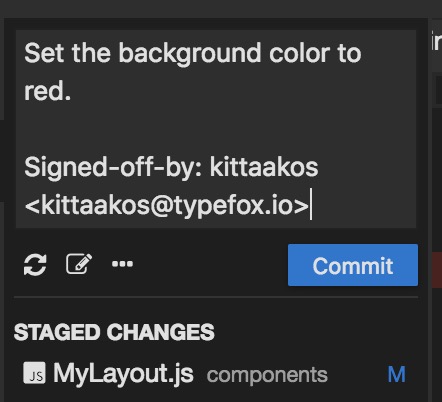 Set the background color to
red.
Signed-off-by: kittaakos
<kittaakos@typefox.io>
Commit
STAGED CHANGES
JS MyLayout.js components M